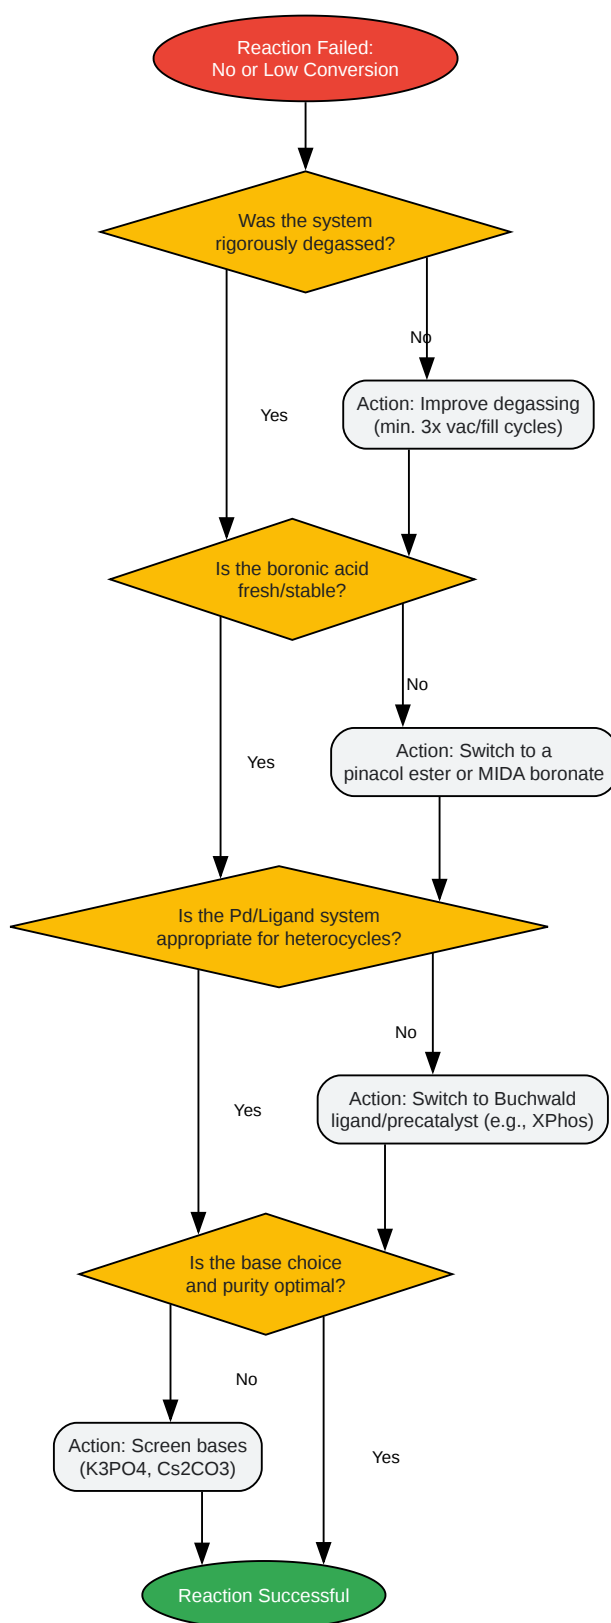 Reaction Failed:
No or Low Conversion
Was the system
rigorously degassed?
No
Action: Improve degassing
(min. 3x vac/fill cycles)
Yes
Is the boronic acid
fresh/stable?
No
Action: Switch to a
pinacol ester or MIDA boronate
Yes
Is the Pd/Ligand system
appropriate for heterocycles?
No
Action: Switch to Buchwald
ligand/precatalyst (e.g., XPhos)
Yes
Is the base choice
and purity optimal?
No
Action: Screen bases
(K3PO4, Cs2CO3)
Yes
Reaction Successful